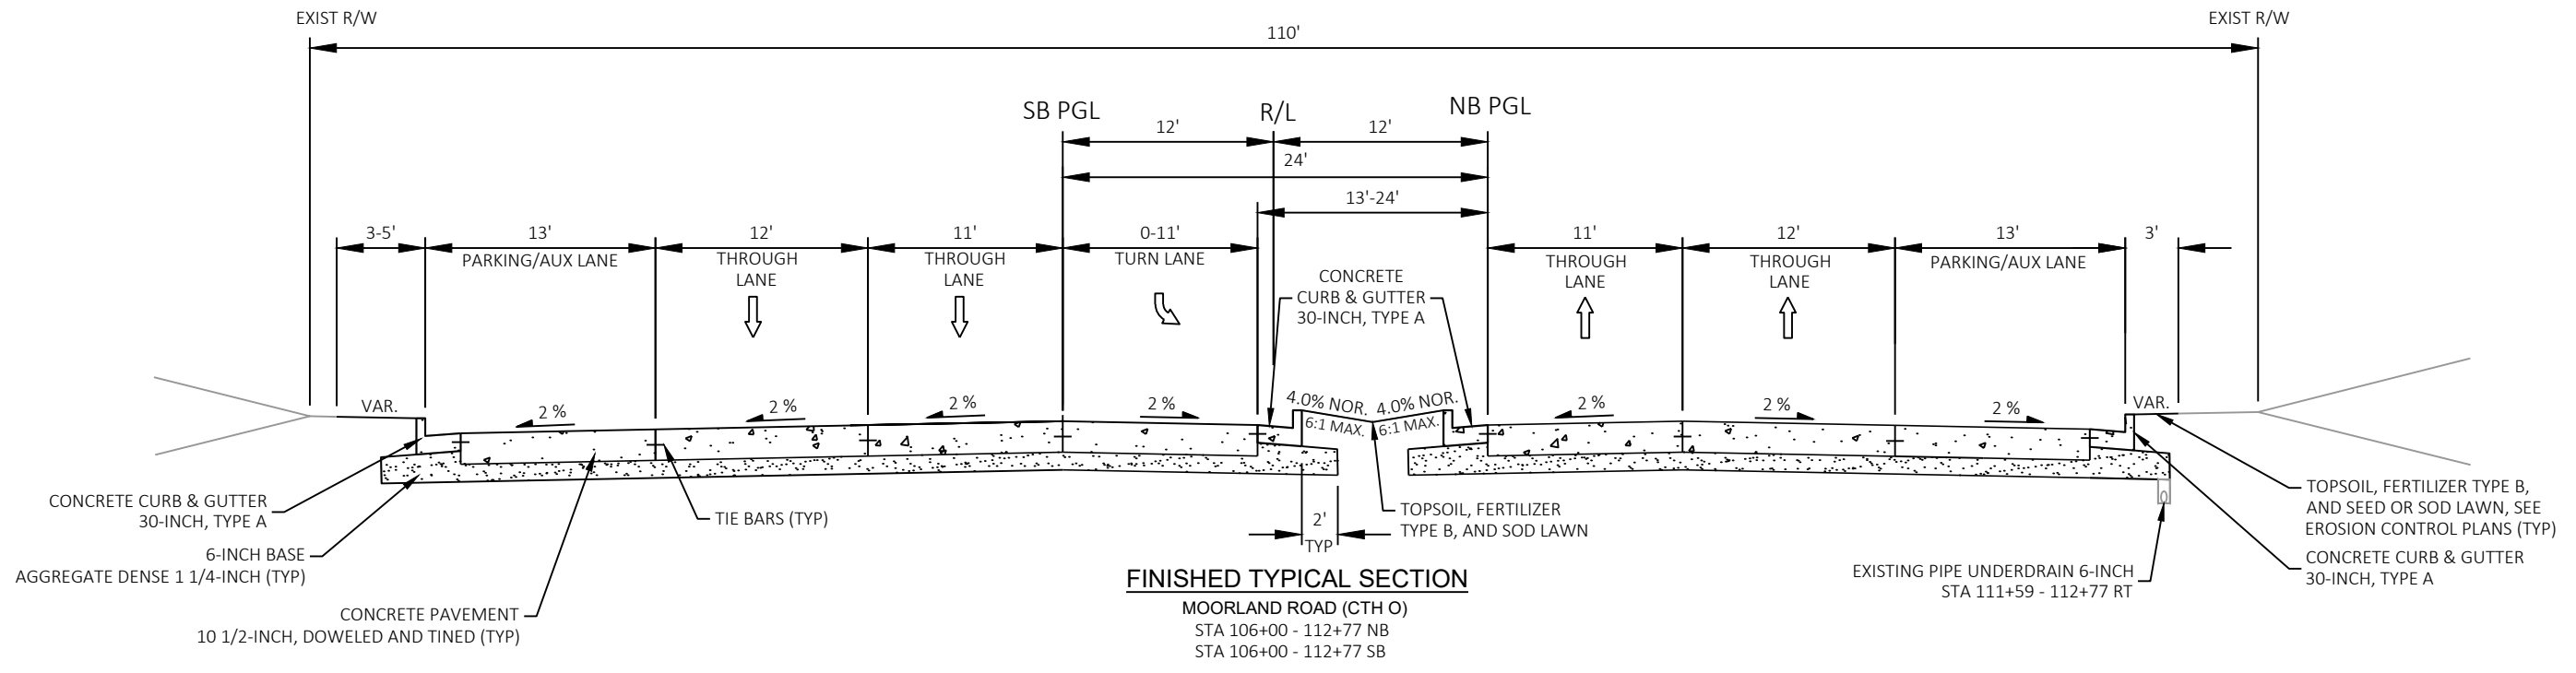 EXIST R/W
EXIST R/W
110'
SB PGL
R/L
NB PGL
12'
12'
24'
13'-24'
3-5'
13'
12'
11'
0-11'
11'
12'
13'
3'
PARKING/AUX LANE
THROUGH
LANE
THROUGH
LANE
TURN LANE
CONCRETE
CURB & GUTTER
30-INCH, TYPE A
THROUGH
LANE
THROUGH
LANE
PARKING/AUX LANE
VAR.
2 %
2 %
2 %
2 %
4.0% NOR.
4.0% NOR.
6:1 MAX.
6:1 MAX.
2 %
2 %
2 %
VAR.
CONCRETE CURB & GUTTER
30-INCH, TYPE A
6-INCH BASE
AGGREGATE DENSE 1 1/4-INCH (TYP)
CONCRETE PAVEMENT
10 1/2-INCH, DOWELED AND TINED (TYP)
TIE BARS (TYP)
2'
TYP
TOPSOIL, FERTILIZER
TYPE B, AND SOD LAWN
TOPSOIL, FERTILIZER TYPE B,
AND SEED OR SOD LAWN, SEE
EROSION CONTROL PLANS (TYP)
CONCRETE CURB & GUTTER
30-INCH, TYPE A
EXISTING PIPE UNDERDRAIN 6-INCH
STA 111+59 - 112+77 RT
FINISHED TYPICAL SECTION
MOORLAND ROAD (CTH O)
STA 106+00 - 112+77 NB
STA 106+00 - 112+77 SB